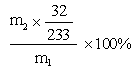 m₂ × 32/233
m₁
× 100%